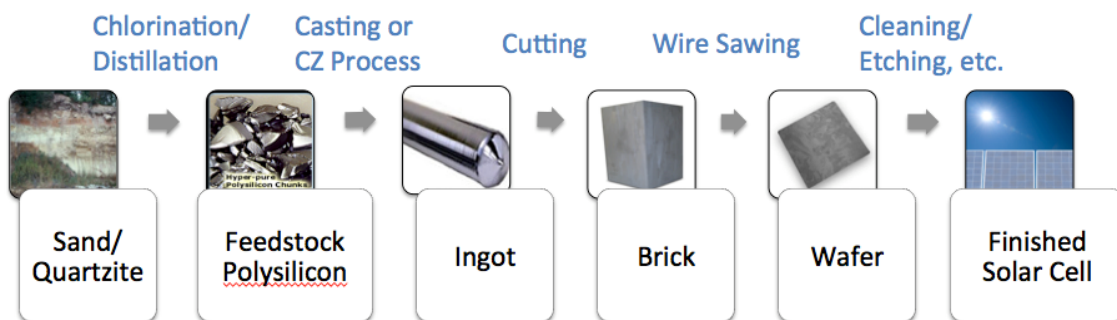 Chlorination/
Distillation
Casting or
CZ Process
Cutting
Wire Sawing
Cleaning/
Etching, etc.
Hyper-pure
Polysilicon Chunks
Sand/
Quartzite
Feedstock
Polysilicon
Ingot
Brick
Wafer
Finished
Solar Cell